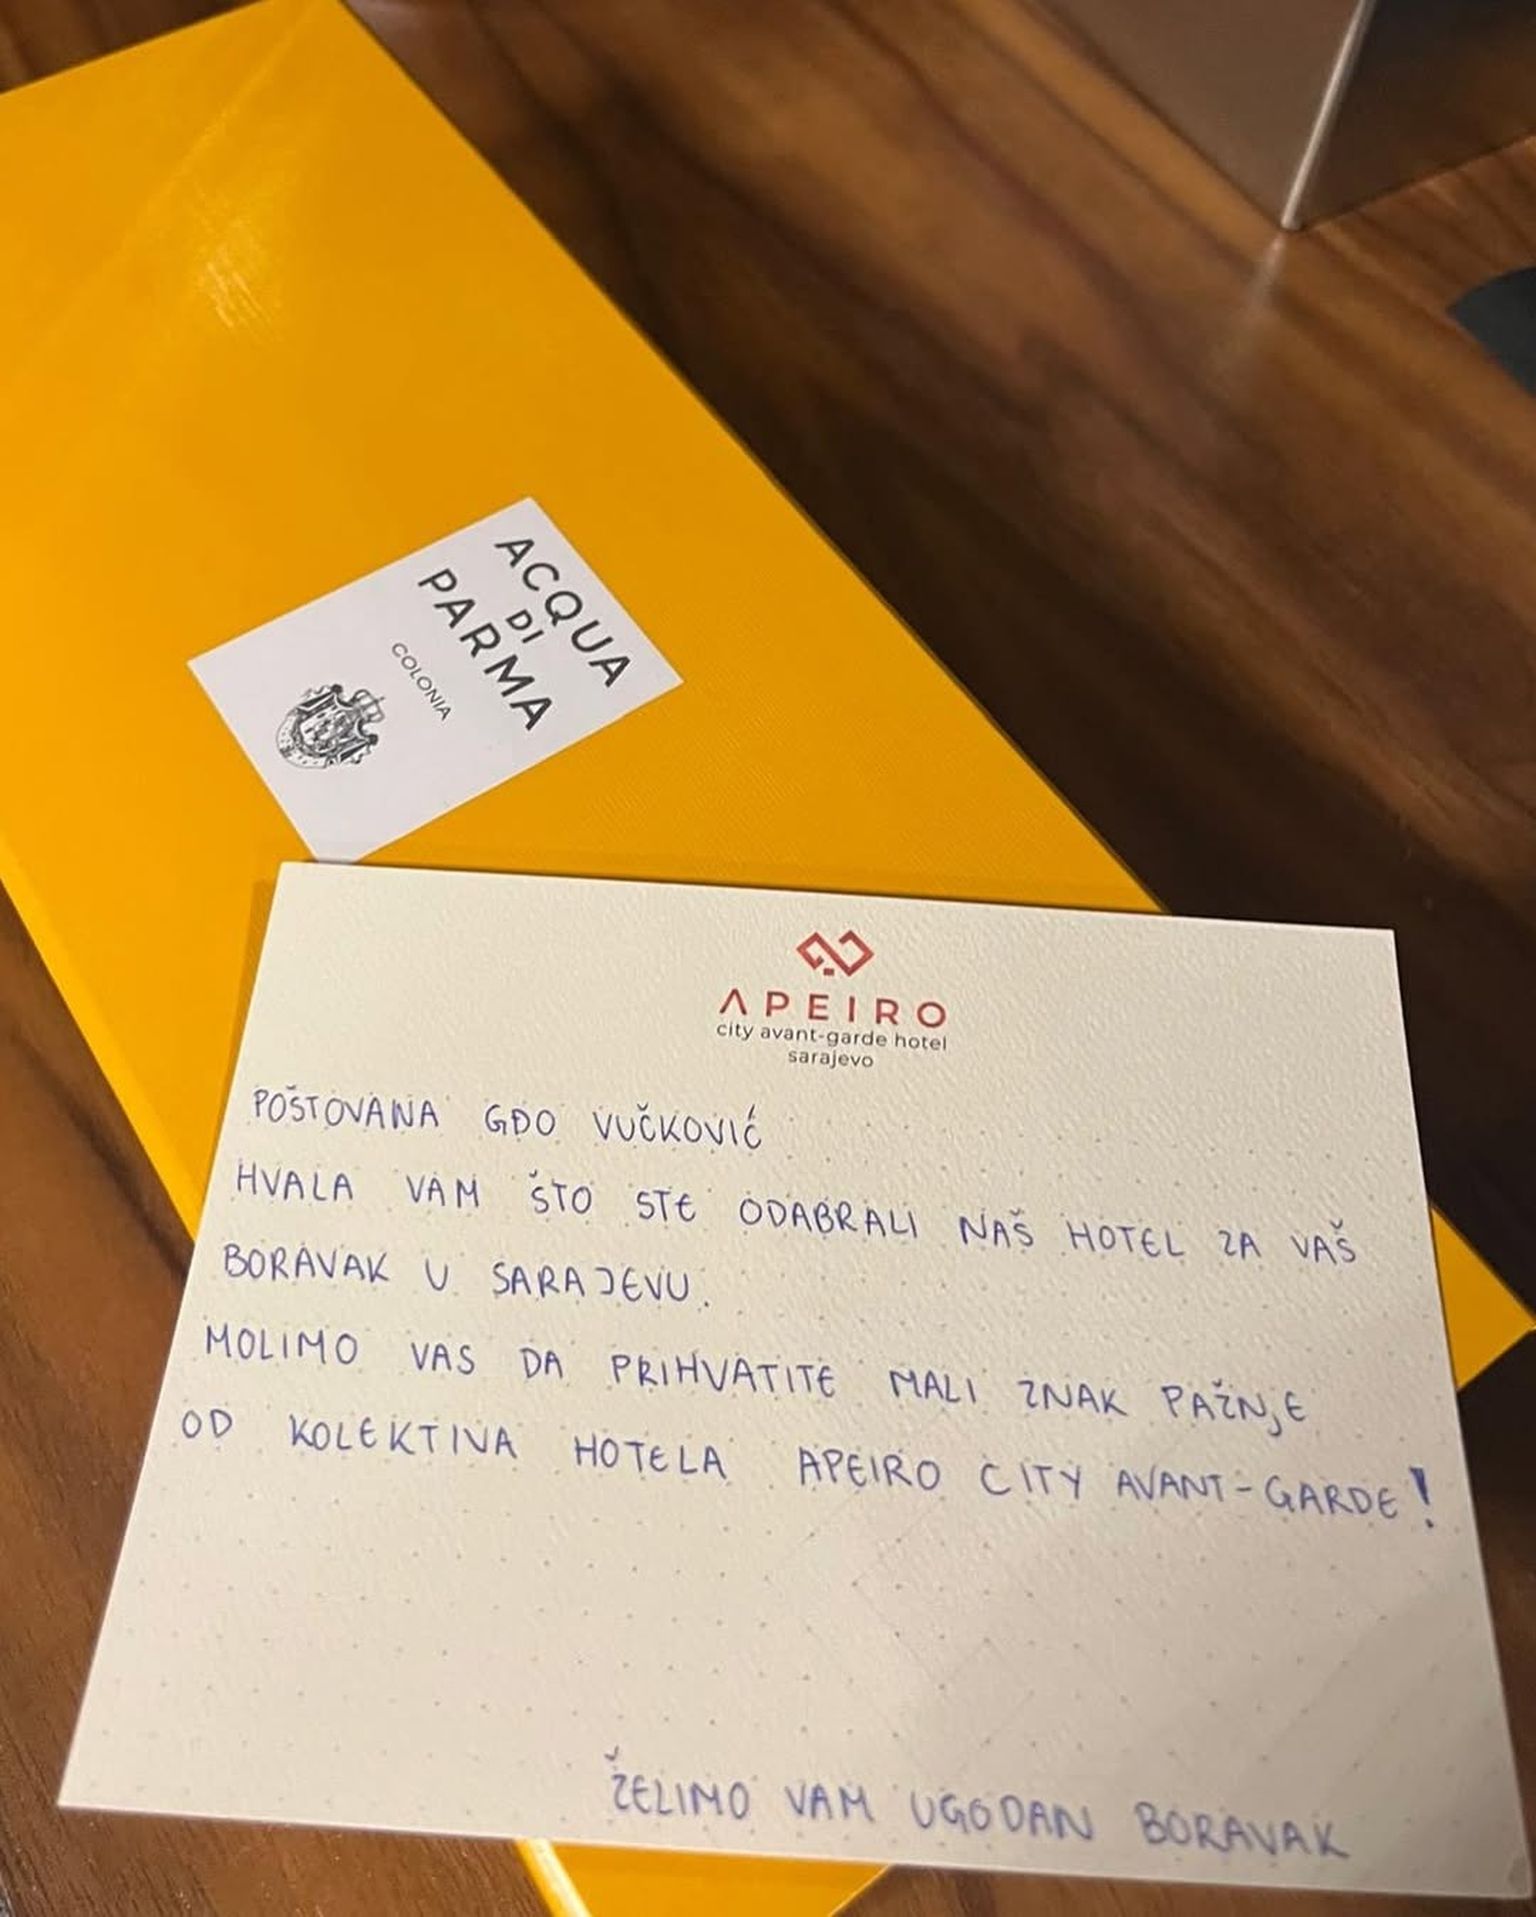 ACQUA
DI
PARMA
COLONIA
APEIRO
city avant-garde hotel
sarajevo
POŠTOVANA GĐO VUČKOVIĆ
HVALA VAM ŠTO STE ODABRALI NAŠ HOTEL ZA VAŠ
BORAVAK U SARAJEVU.
MOLIMO VAS DA PRIHVATITE MALI ZNAK PAŽNJE
OD KOLEKTIVA HOTELA APEIRO CITY AVANT-GARDE!
ŽELIMO VAM UGODAN BORAVAK